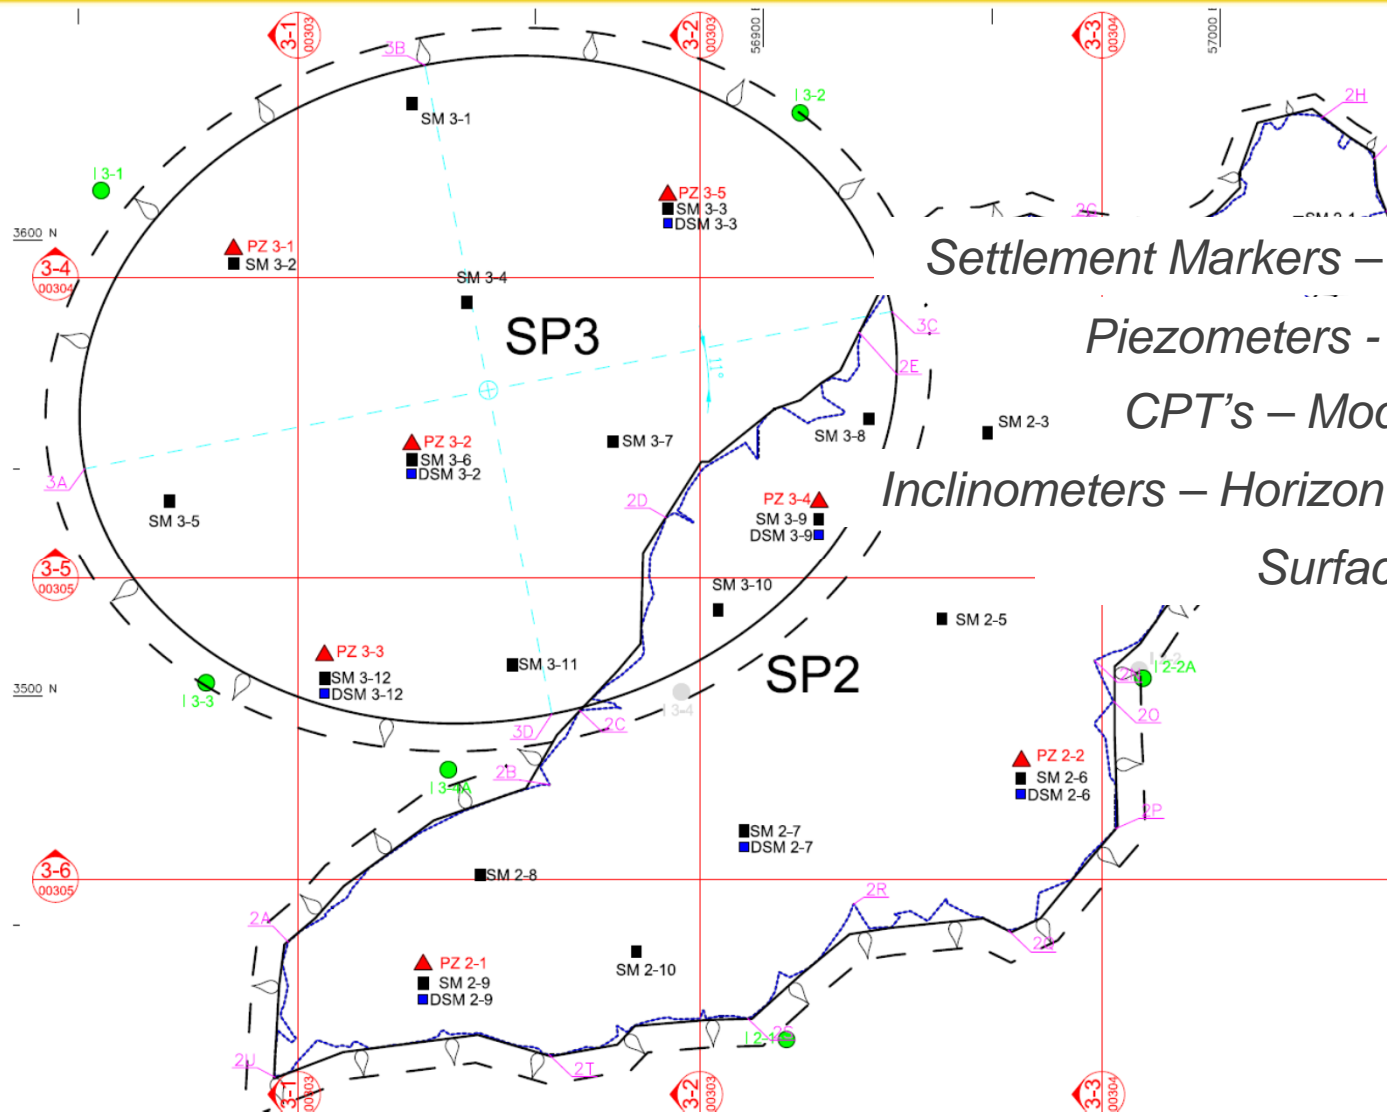 3-1
00303
3-2
00303
56900
3-3
00304
57000
3B
I 3-2
2H
SM 3-1
I 3-1
PZ 3-5
SM 3-3
DSM 3-3
3600 N
PZ 3-1
SM 3-2
3-4
00304
SM 3-4
Settlement Markers –
SP3
3C
Piezometers -
2E
11°
CPT's –
SM 3-8
SM 2-3
PZ 3-2
SM 3-6
DSM 3-2
SM 3-7
3A
Inclinometers –
SM 3-5
2D
PZ 3-4
SM 3-9
DSM 3-9
3-5
00305
SM 3-10
SM 2-5
PZ 3-3
SM 3-11
SP2
I 2-2A
SM 3-12
DSM 3-12
3500 N
I 3-3
I 3-4
2O
3D
2C
PZ 2-2
SM 2-6
DSM 2-6
2B
I 3-4A
2P
SM 2-7
DSM 2-7
3-6
00305
SM 2-8
2R
2A
2Q
PZ 2-1
SM 2-9
DSM 2-9
SM 2-10
I 2-1
2S
2U
2T
3-1
00303
3-2
00303
3-3
00304